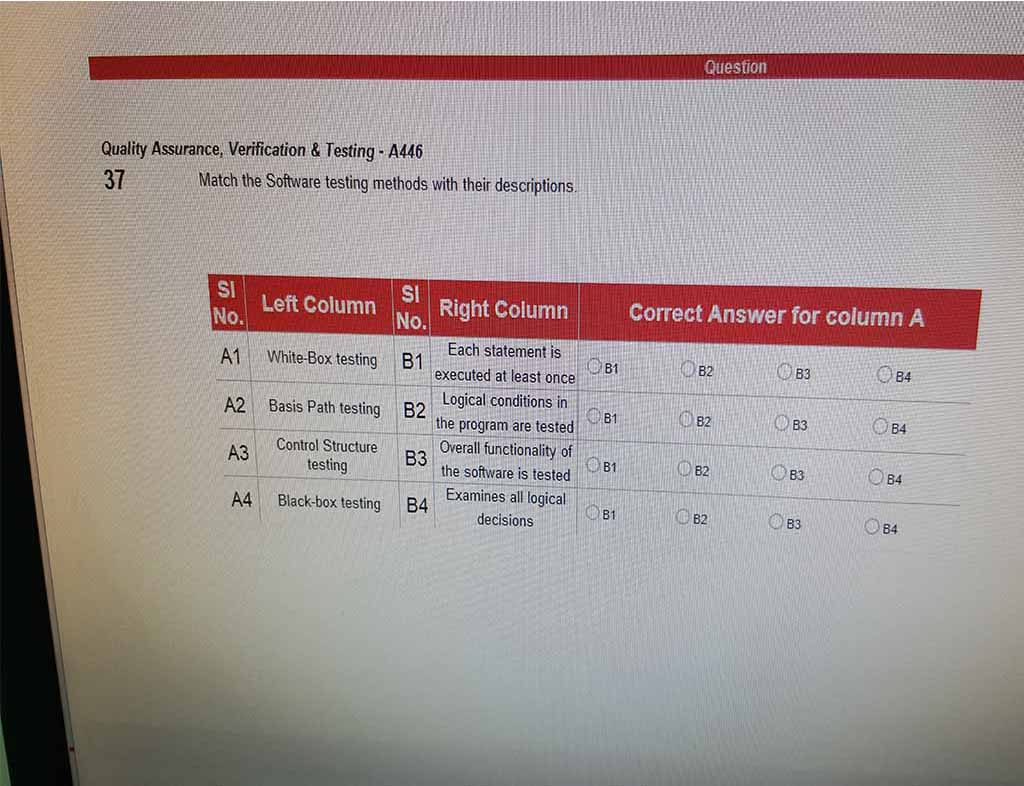 Question
Quality Assurance, Verification & Testing - A446
37 Match the Software testing methods with their descriptions.
SI No. Left Column SI No. Right Column Correct Answer for column A
A1 White-Box testing B1 Each statement is executed at least once B1 B2 B3 B4
A2 Basis Path testing B2 Logical conditions in the program are tested B1 B2 B3 B4
A3 Control Structure testing B3 Overall functionality of the software is tested B1 B2 B3 B4
A4 Black-box testing B4 Examines all logical decisions B1 B2 B3 B4